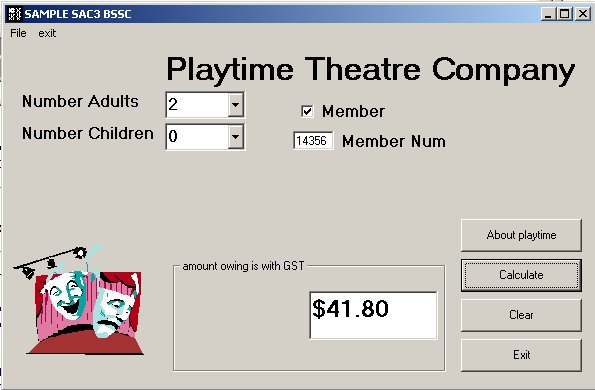 SAMPLE SAC3 BSSC
File exit
Playtime Theatre Company
Number Adults 2
Member
Number Children 0
14356 Member Num
About playtime
amount owing is with GST
Calculate
$41.80
Clear
Exit